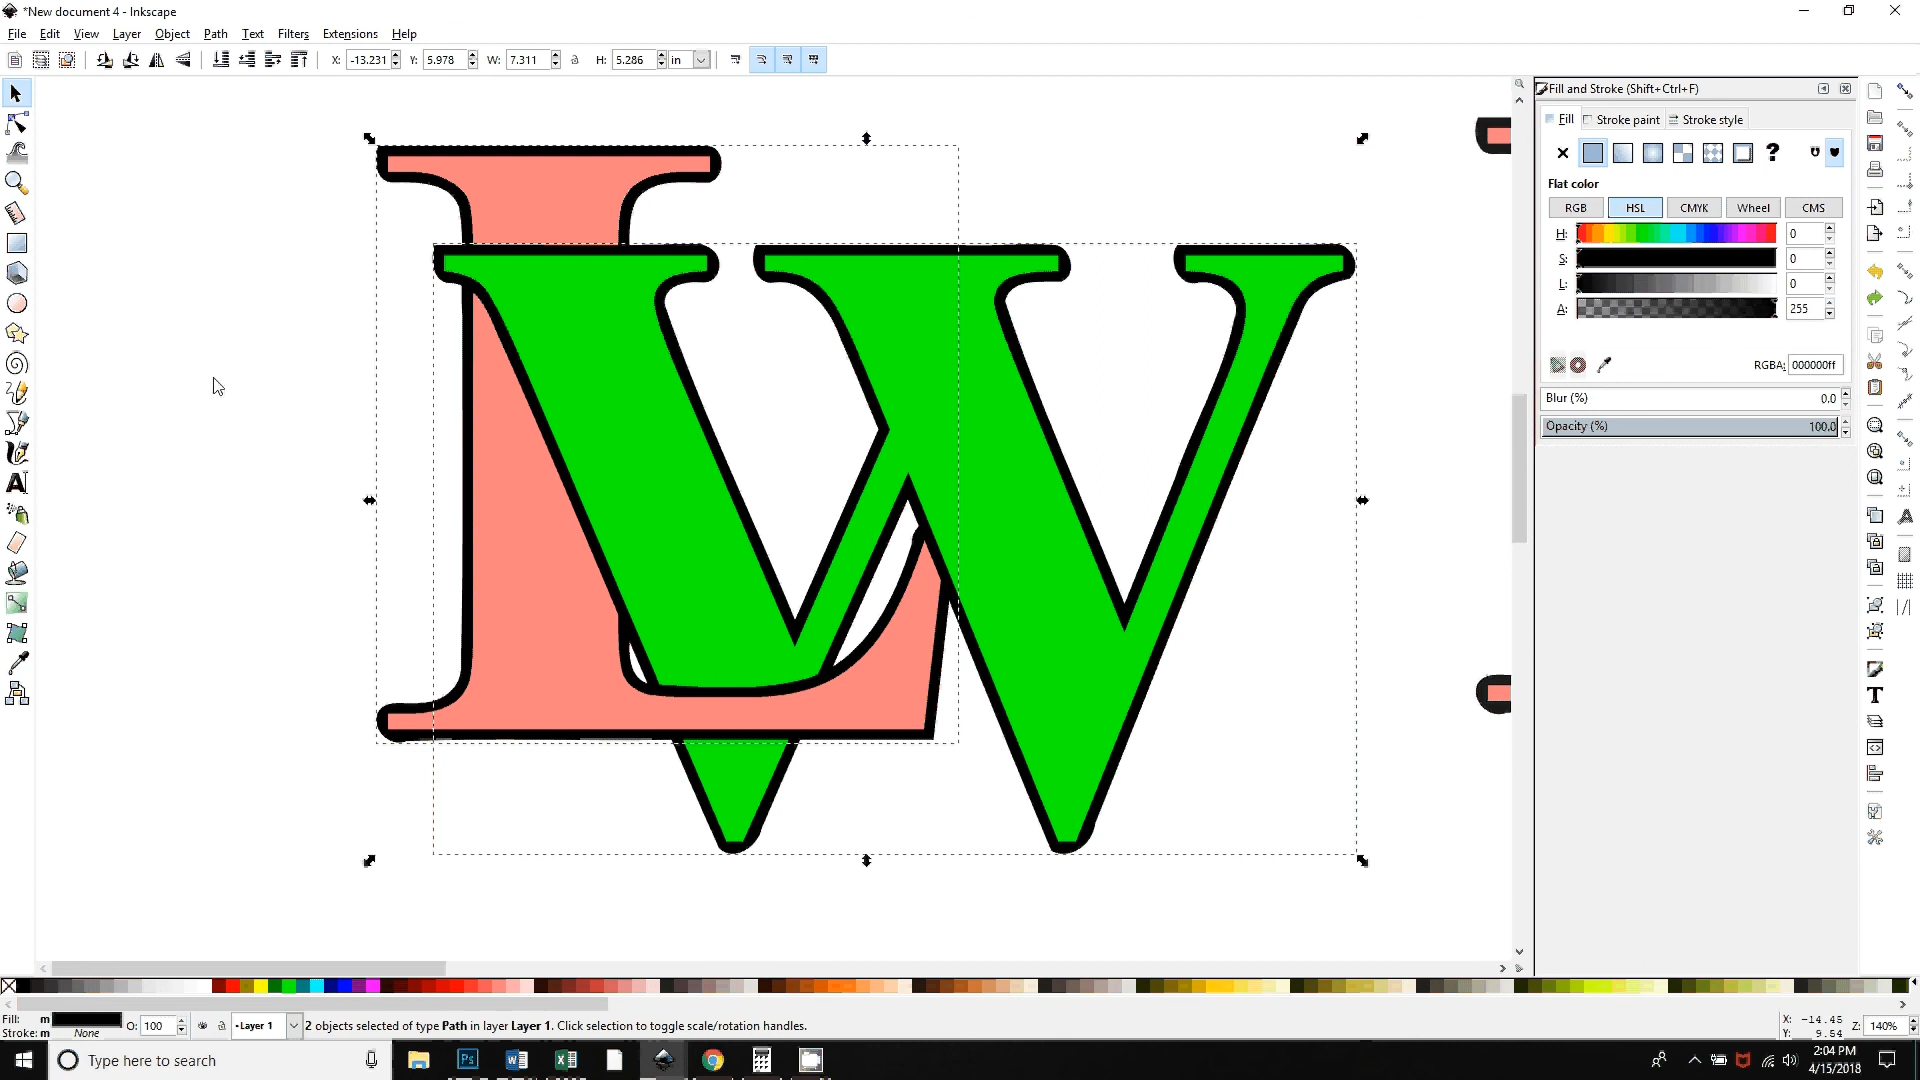 *New document 4 - Inkscape
File Edit View Layer Object Path Text Filters Extensions Help
X: -13.231 Y: 5.978 W: 7.311 H: 5.286 in
Fill and Stroke (Shift+Ctrl+F)
Fill Stroke paint Stroke style
?
Flat color
RGB HSL CMYK Wheel CMS
H: 0
S: 0
L: 0
A: 255
RGBA: 000000ff
Blur (%) 0.0
Opacity (%) 100.0
LW
Fill: m O: 100 Layer 1 2 objects selected of type Path in layer Layer 1. Click selection to toggle scale/rotation handles. X: -14.45 Z: 140%
Stroke: m None Y: 9.54
Type here to search
2:04 PM
4/15/2018